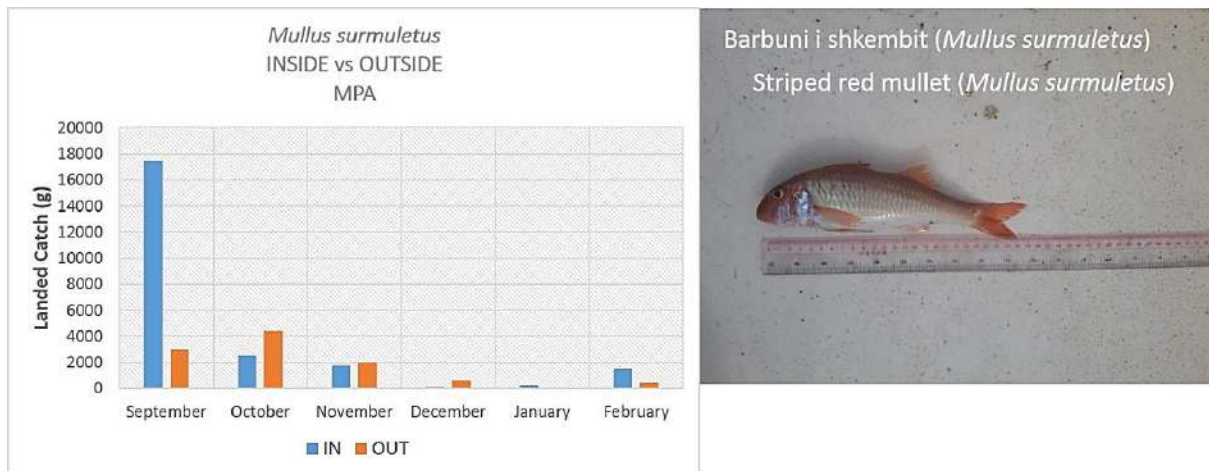 Mullus surmuletus
INSIDE vs OUTSIDE
MPA
Landed Catch (g)
20000
18000
16000
14000
12000
10000
8000
6000
4000
2000
0
September October November December January February
IN OUT
Barbuni i shkembit (Mullus surmuletus)
Striped red mullet (Mullus surmuletus)